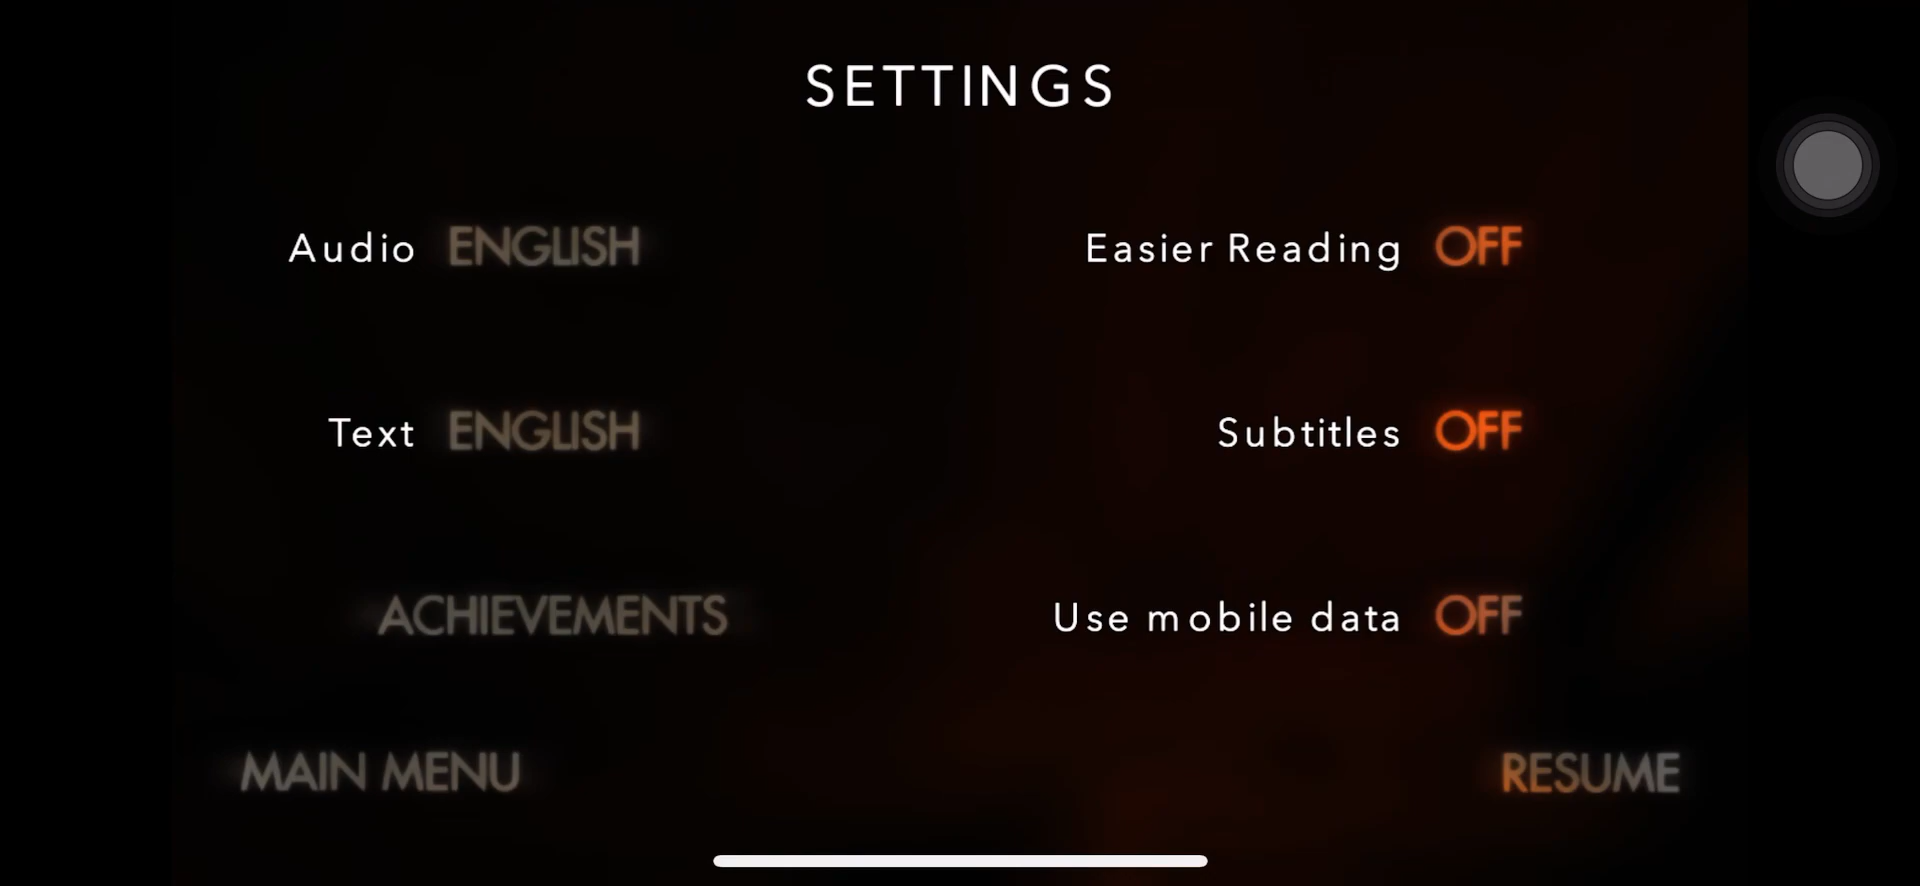 SETTINGS
Audio ENGLISH
Easier Reading OFF
Text ENGLISH
Subtitles OFF
ACHIEVEMENTS
Use mobile data OFF
MAIN MENU
RESUME